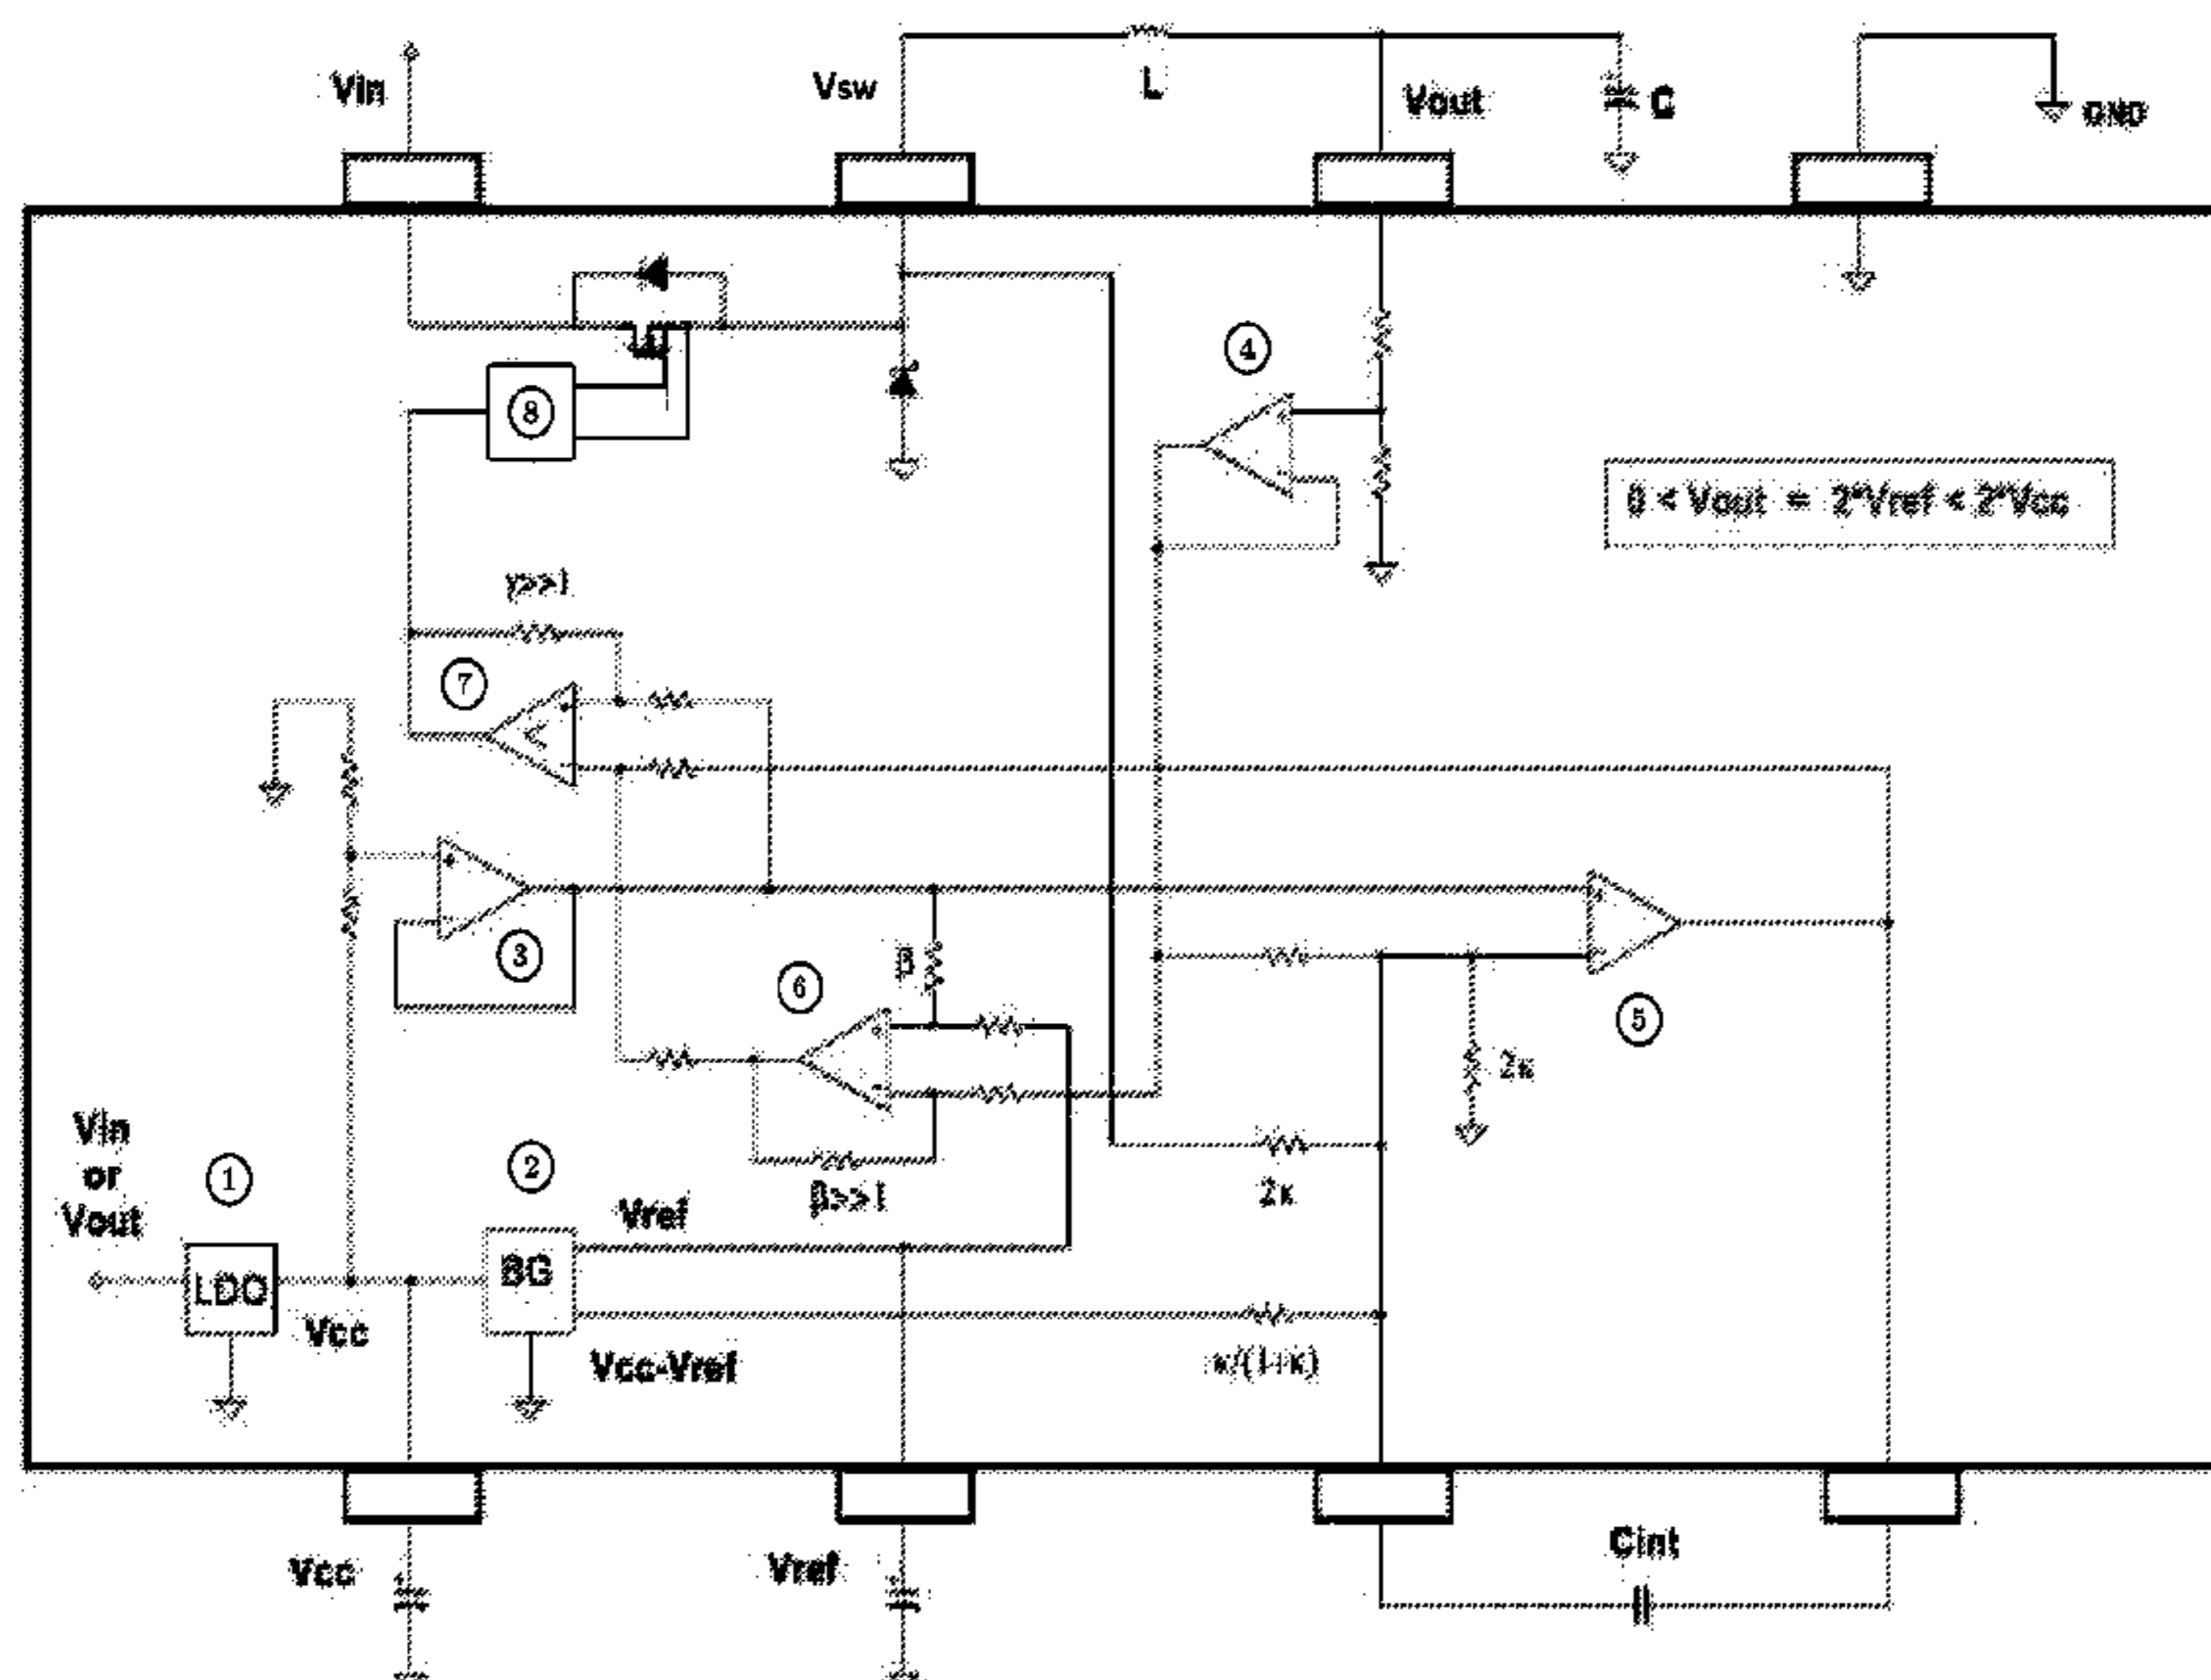 Vin
Vsw
L
Vout
C
GND
4
8
0 < Vout = 2*Vref < 2*Vcc
γ>>1
7
3
β
6
5
2κ
Vin
or
Vout
1
2
2κ
β>>1
Vref
BG
LDO
Vcc
Vcc-Vref
κ/(1+κ)
Vcc
Vref
Cint